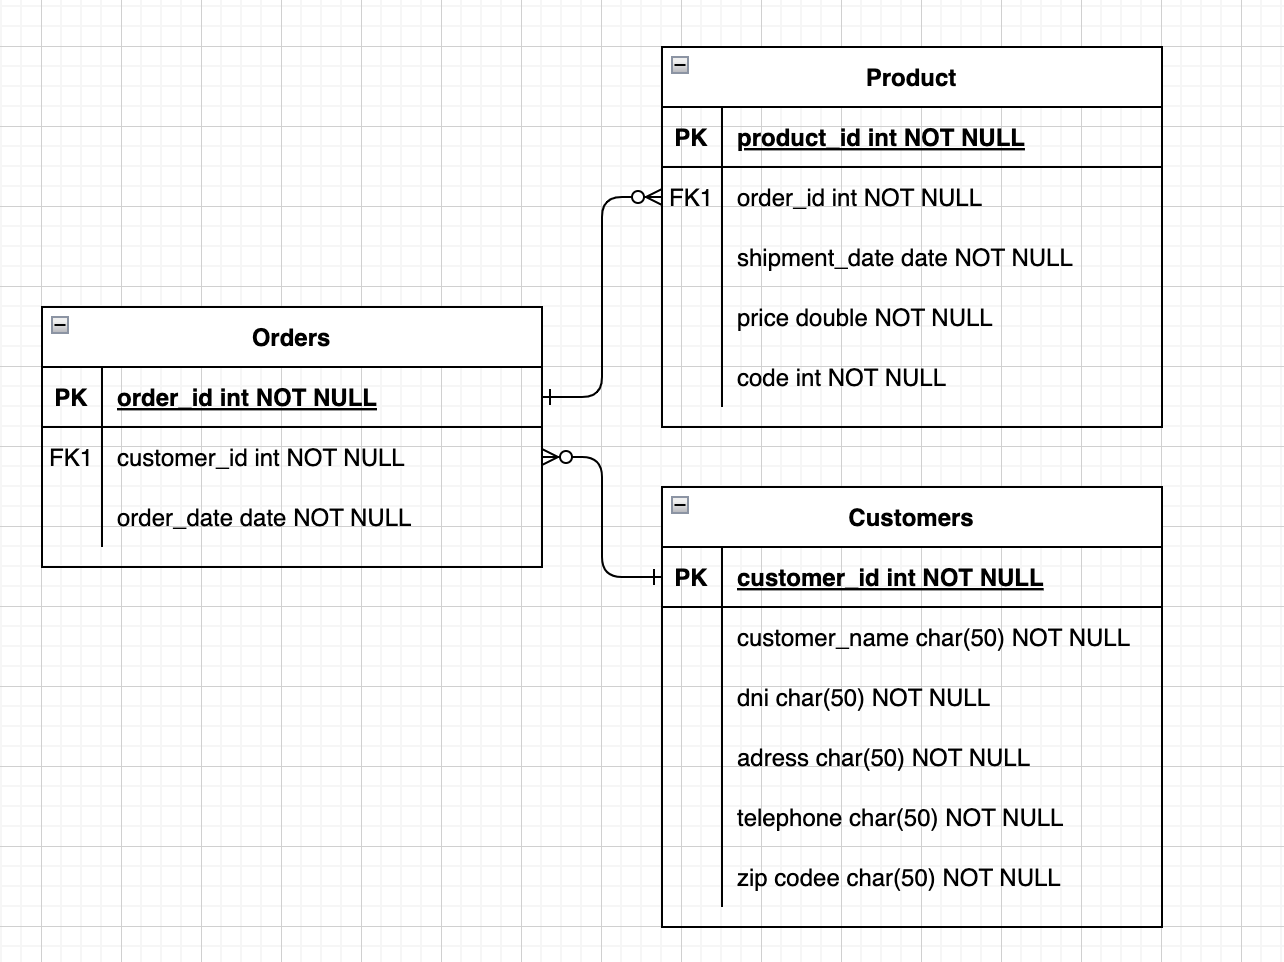 Product
PK product_id int NOT NULL
FK1 order_id int NOT NULL
shipment_date date NOT NULL
price double NOT NULL
code int NOT NULL
Orders
PK order_id int NOT NULL
FK1 customer_id int NOT NULL
order_date date NOT NULL
Customers
PK customer_id int NOT NULL
customer_name char(50) NOT NULL
dni char(50) NOT NULL
adress char(50) NOT NULL
telephone char(50) NOT NULL
zip codee char(50) NOT NULL